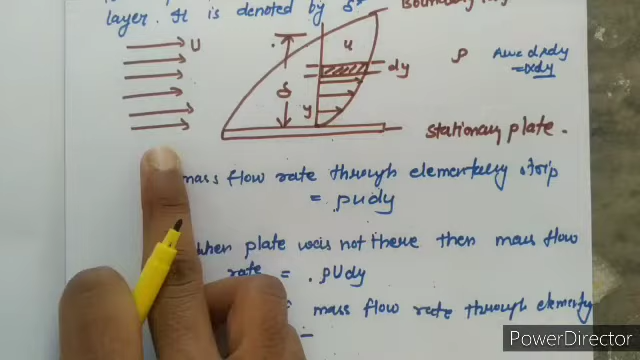 layer. It is denoted by δ*
U
u
dy
ρ
δ
y
stationary plate.
mass flow rate through elementary strip
= ρudy
when plate was not there then mass flow
rate = . ρUdy
mass flow rate through elementy
=
PowerDirector